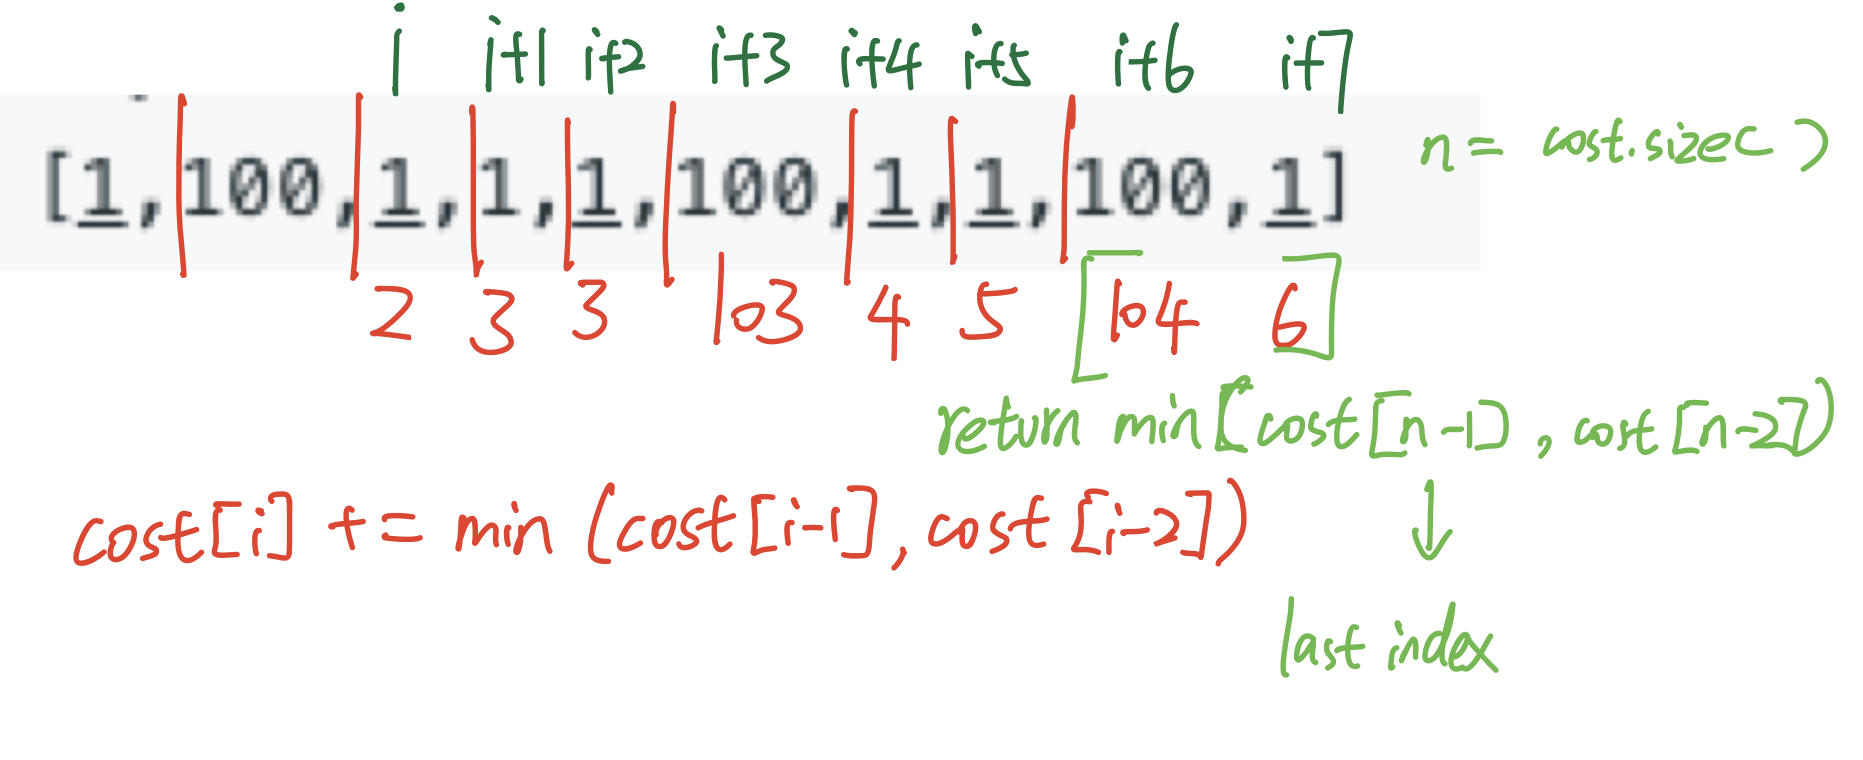 i i+1 i+2 i+3 i+4 i+5 i+6 i+7
[1,100,1,1,1,100,1,1,100,1] n = cost.size( )
2 3 3 103 4 5 [104 6]
return min(cost[n-1], cost[n-2])
cost[i] += min (cost[i-1], cost[i-2])
last index